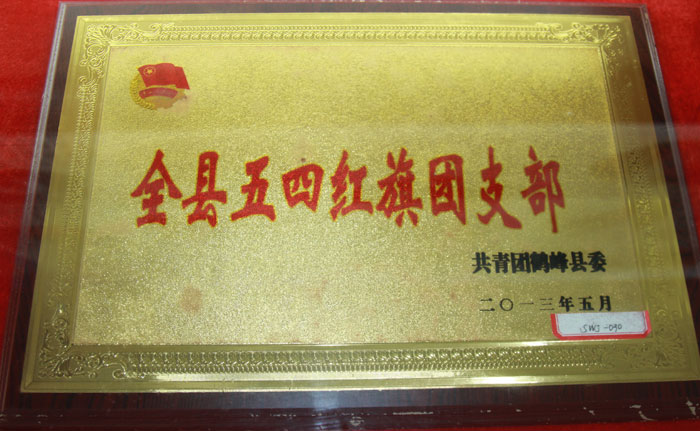 全县五四红旗团支部
共青团鹤峰县委
二〇一三年五月
SWJ-090